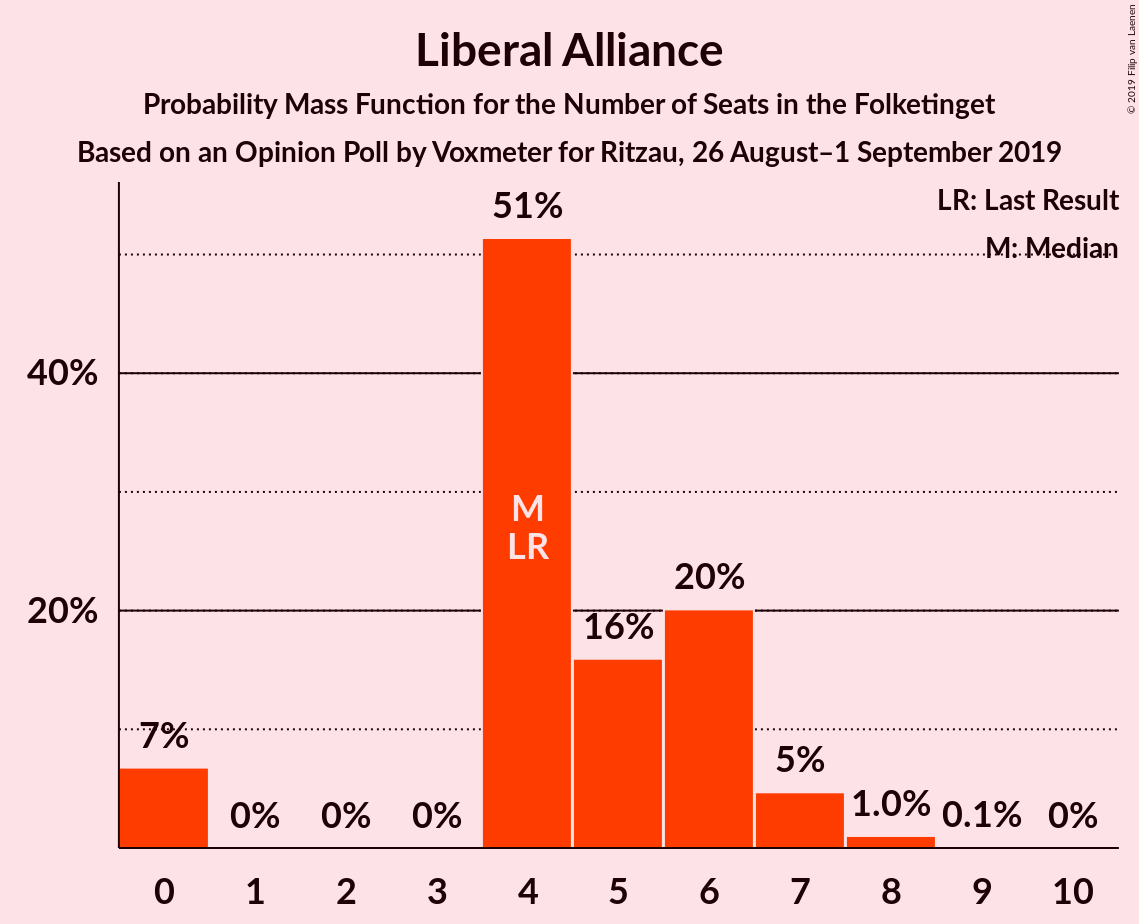 Liberal Alliance
Probability Mass Function for the Number of Seats in the Folketinget
Based on an Opinion Poll by Voxmeter for Ritzau, 26 August–1 September 2019
© 2019 Filip van Laenen
LR: Last Result
M: Median
40%
20%
7%
0%
0%
0%
51%
M
LR
16%
20%
5%
1.0%
0.1%
0%
0 1 2 3 4 5 6 7 8 9 10